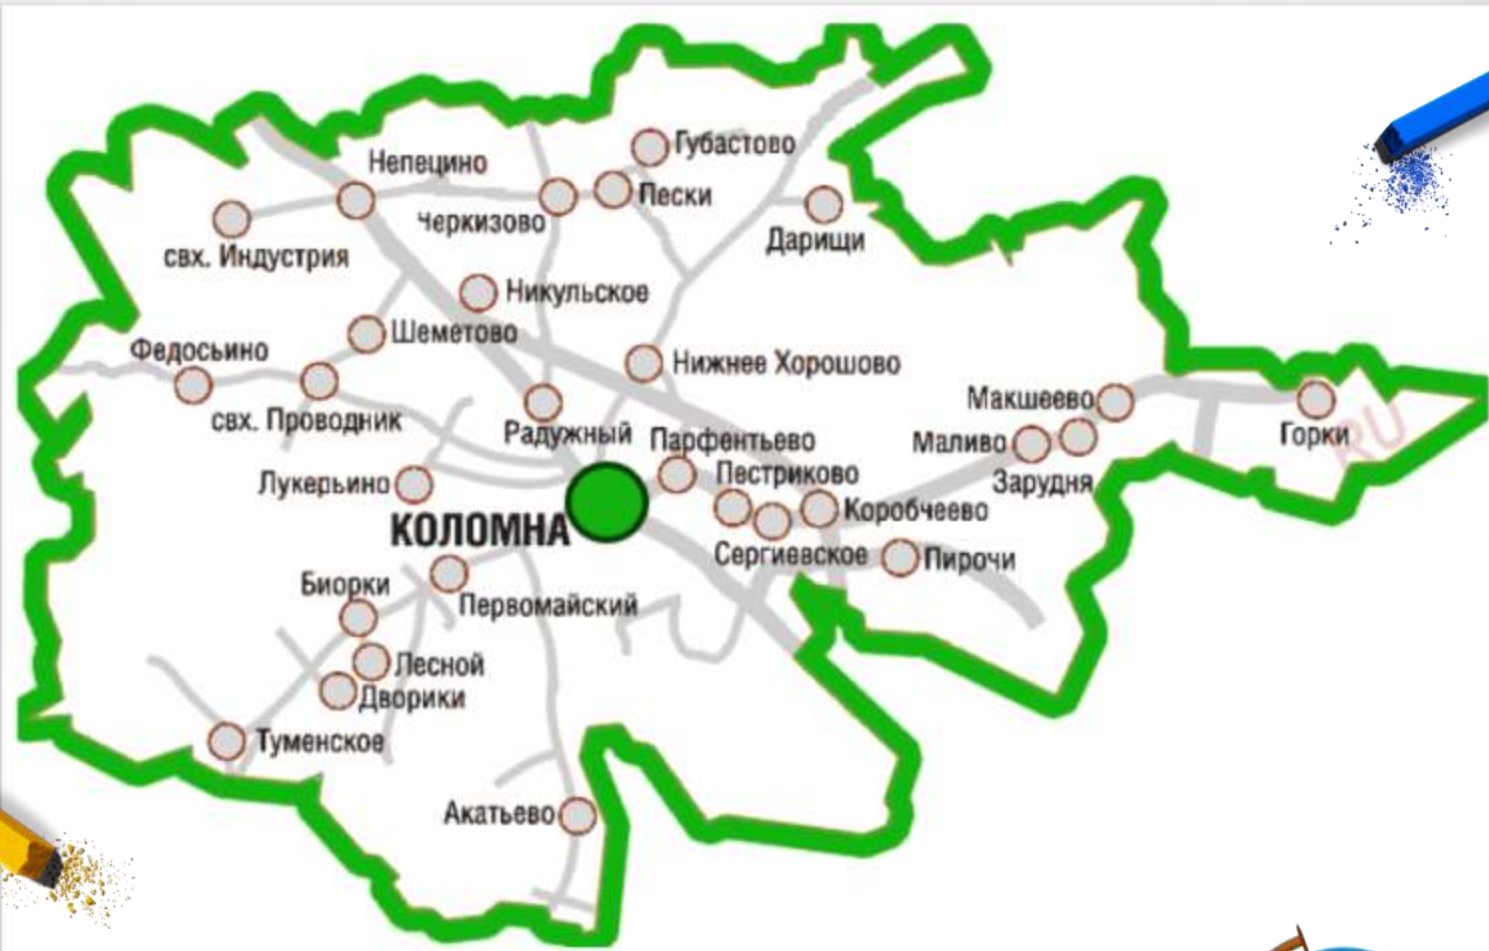 Губастово
Непецино
Пески
Черкизово
Дарищи
свх. Индустрия
Никульское
Шеметово
Федосьино
Нижнее Хорошово
Макшеево
свх. Проводник
Радужный
Парфентьево
Маливо
Горки
RU
Пестриково
Лукерьино
Зарудня
Коробчеево
КОЛОМНА
Сергиевское
Пирочи
Биорки
Первомайский
Лесной
Дворики
Туменское
Акатьево